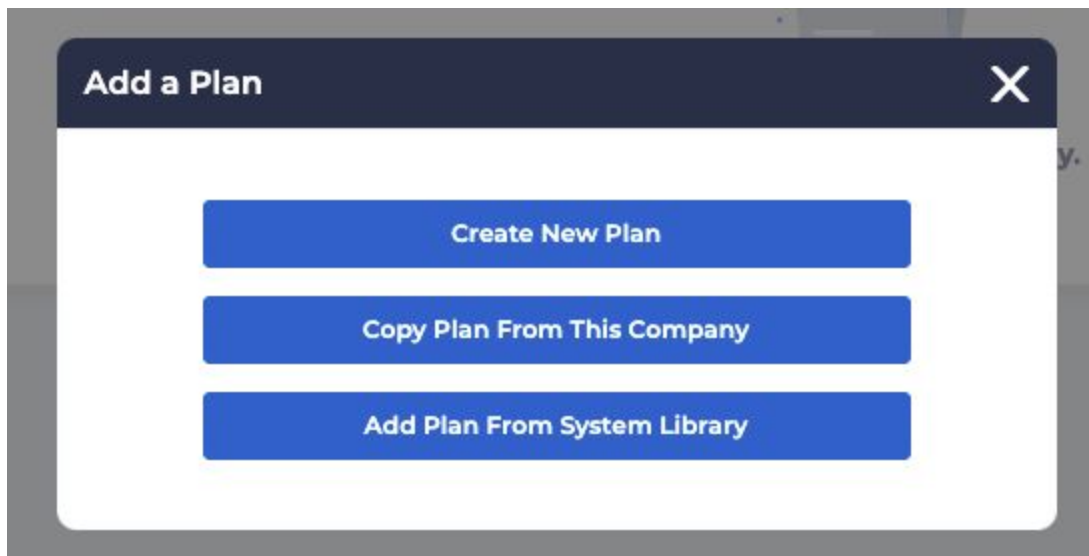 Add a Plan
y.
Create New Plan
Copy Plan From This Company
Add Plan From System Library